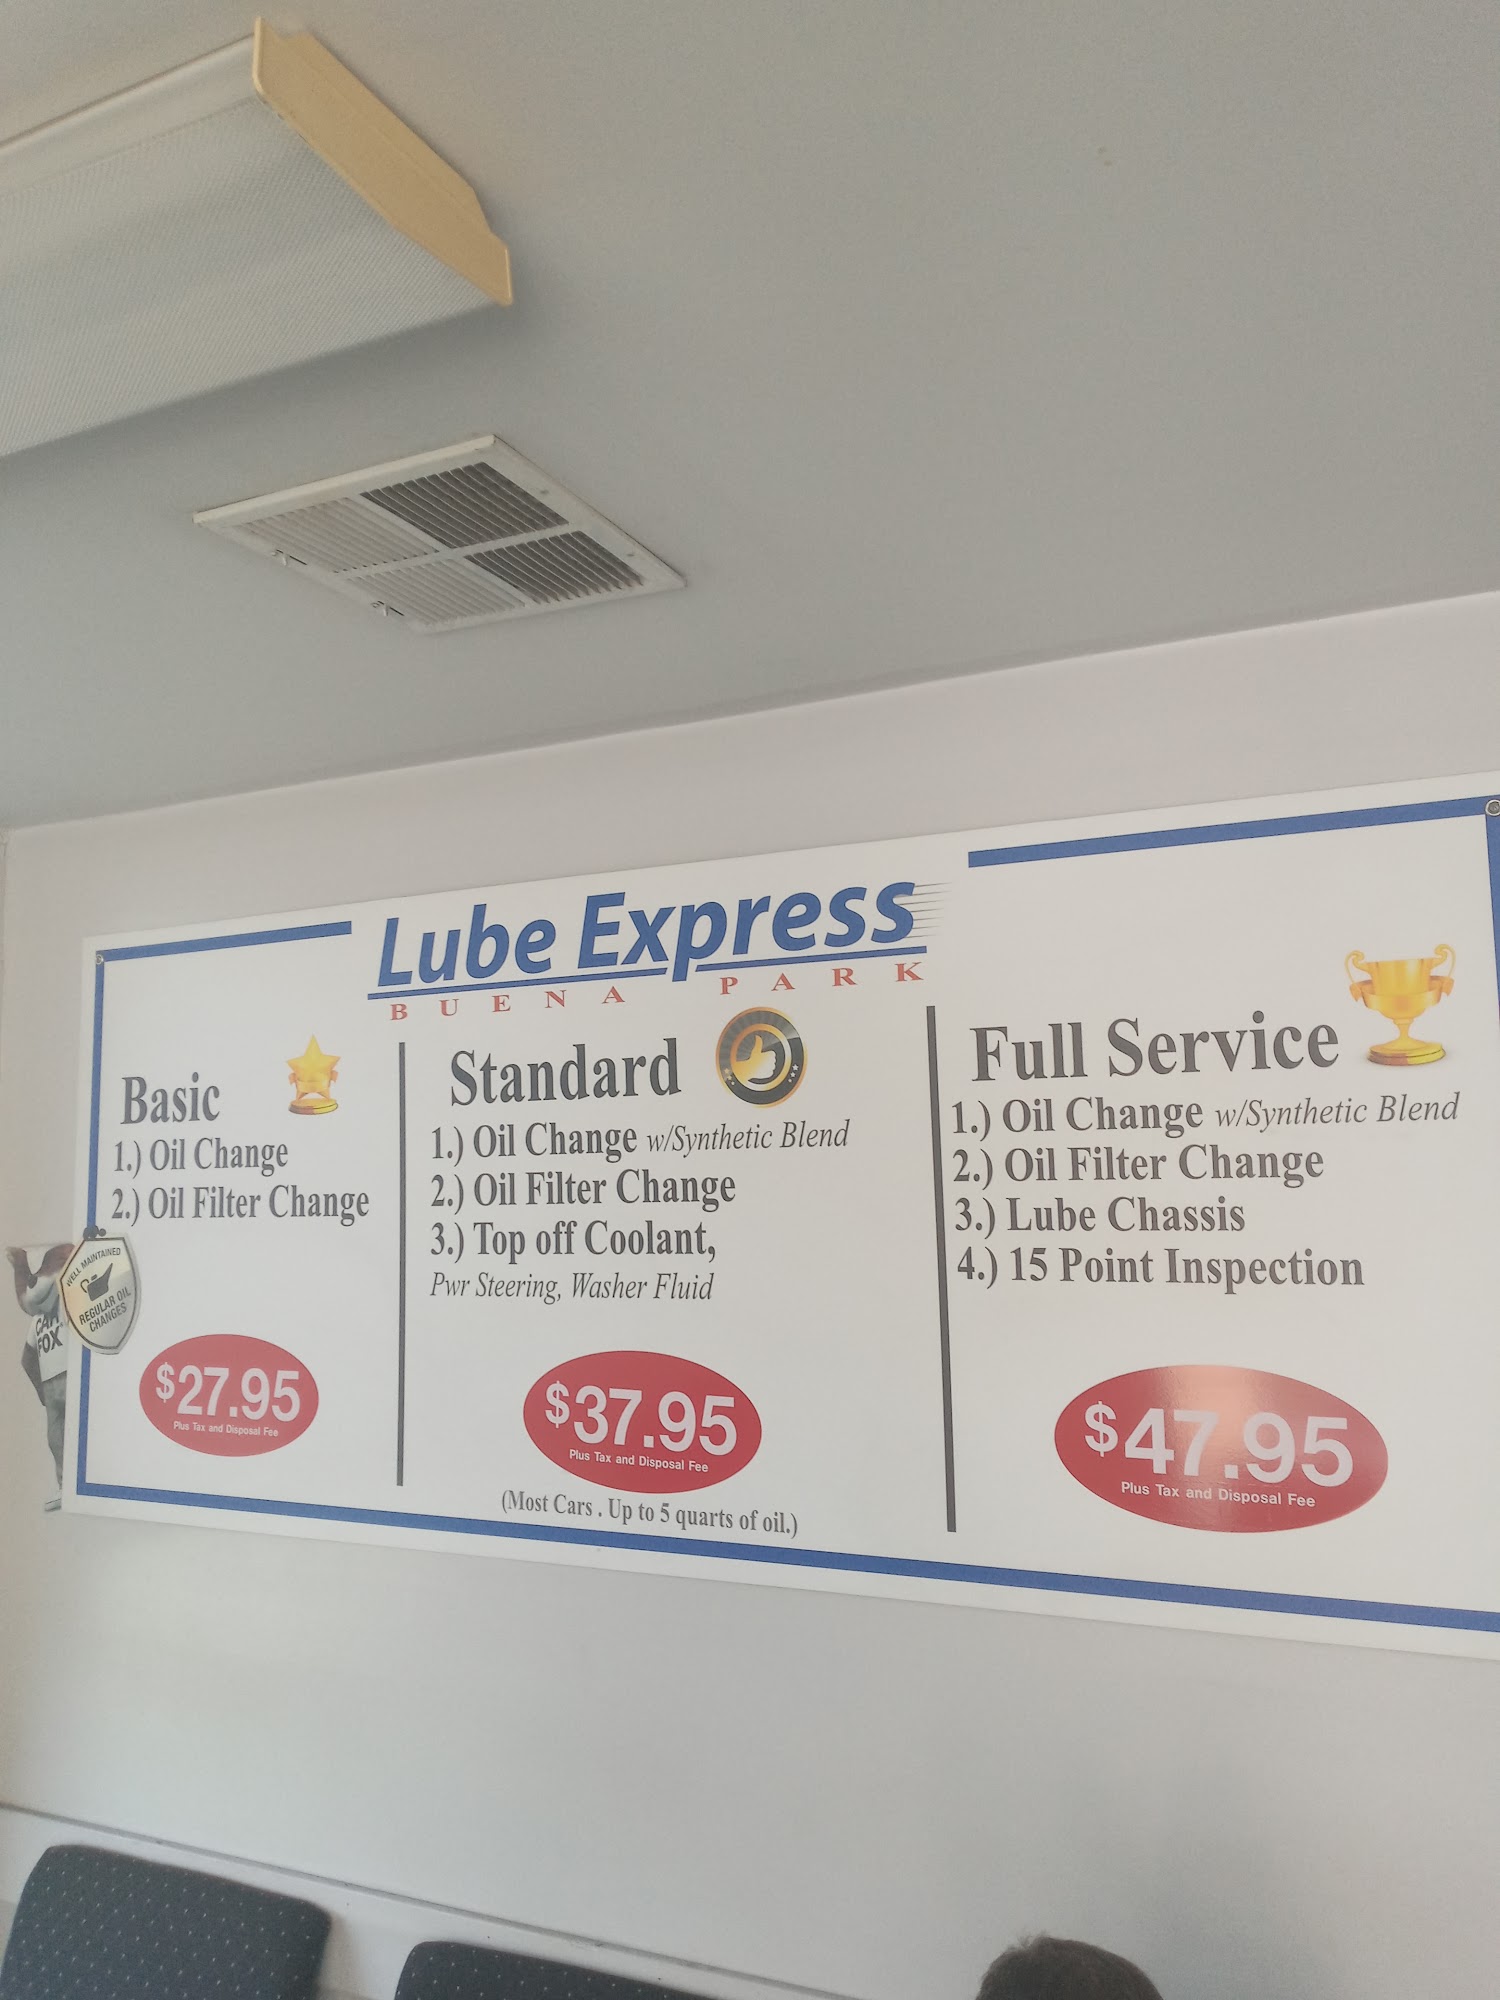 Lube Express
BUENA PARK
Basic
1.) Oil Change
2.) Oil Filter Change
$27.95
Plus Tax and Disposal Fee
Standard
1.) Oil Change w/Synthetic Blend
2.) Oil Filter Change
3.) Top off Coolant,
Pwr Steering, Washer Fluid
$37.95
Plus Tax and Disposal Fee
(Most Cars . Up to 5 quarts of oil.)
Full Service
1.) Oil Change w/Synthetic Blend
2.) Oil Filter Change
3.) Lube Chassis
4.) 15 Point Inspection
$47.95
Plus Tax and Disposal Fee
WELL MAINTAINED
REGULAR OIL
CHANGES
CAR
FOX